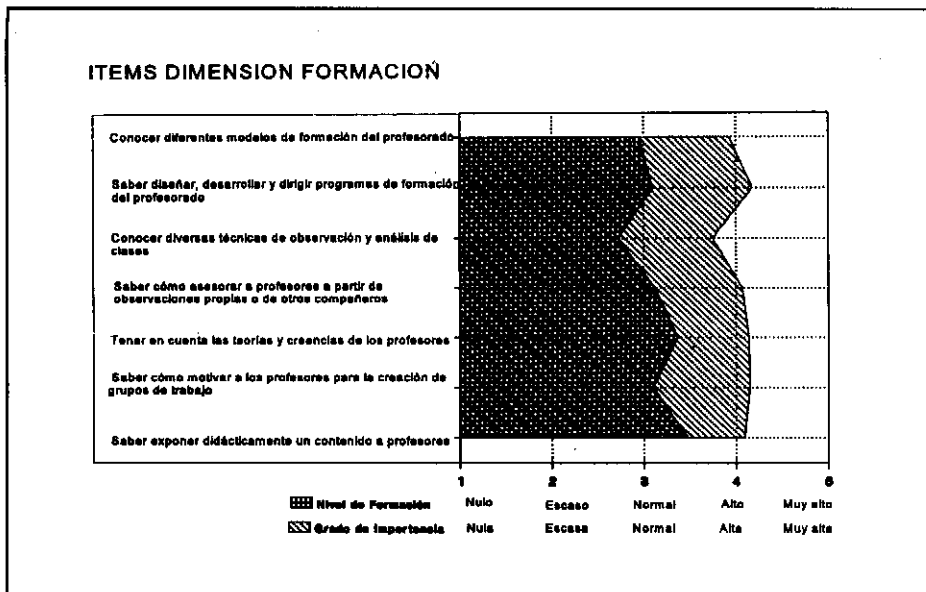 ITEMS DIMENSION FORMACION
Conocer diferentes modelos de formación del profesorado
Saber diseñar, desarrollar y dirigir programas de formación
del profesorado
Conocer diversas técnicas de observación y análisis de
clases
Saber cómo asesorar a profesores a partir de
observaciones propias o de otros compañeros
Tener en cuenta las teorías y creencias de los profesores
Saber cómo motivar a los profesores para la creación de
grupos de trabajo
Saber exponer didácticamente un contenido a profesores
1 2 3 4 5
Nivel de Formación Nulo Escaso Normal Alto Muy alto
Grado de Importancia Nula Escasa Normal Alta Muy alta